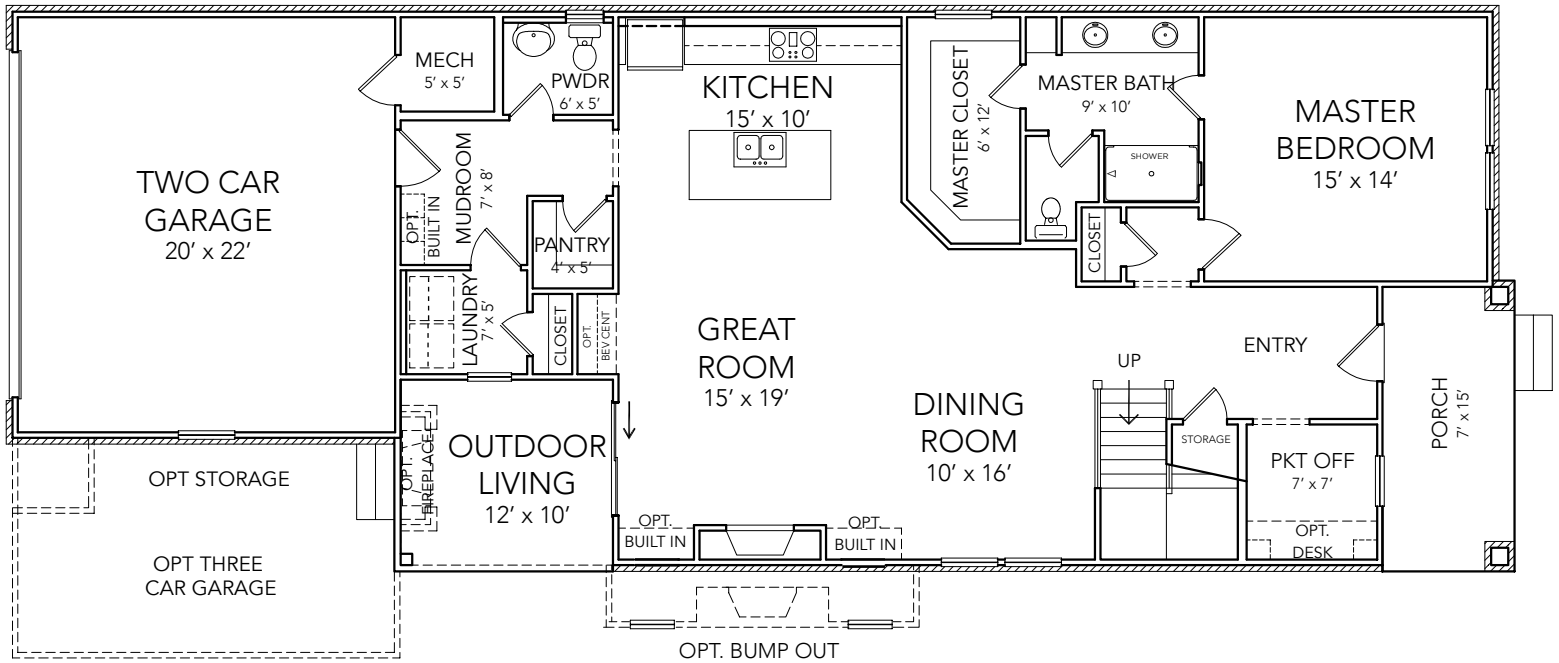 TWO CAR
GARAGE
20’ x 22’
MECH
5’ x 5’
PWDR
6’ x 5’
MUDROOM
7’ x 8’
OPT.
BUILT IN
PANTRY
4’ x 5’
LAUNDRY
7’ x 5’
CLOSET
OPT.
BEV CENT
KITCHEN
15’ x 10’
MASTER CLOSET
6’ x 12’
MASTER BATH
9’ x 10’
SHOWER
CLOSET
MASTER
BEDROOM
15’ x 14’
GREAT
ROOM
15’ x 19’
DINING
ROOM
10’ x 16’
UP
ENTRY
STORAGE
PKT OFF
7’ x 7’
OPT.
DESK
PORCH
7’ x 15’
OUTDOOR
LIVING
12’ x 10’
OPT.
FIREPLACE
OPT.
BUILT IN
OPT.
BUILT IN
OPT STORAGE
OPT THREE
CAR GARAGE
OPT. BUMP OUT